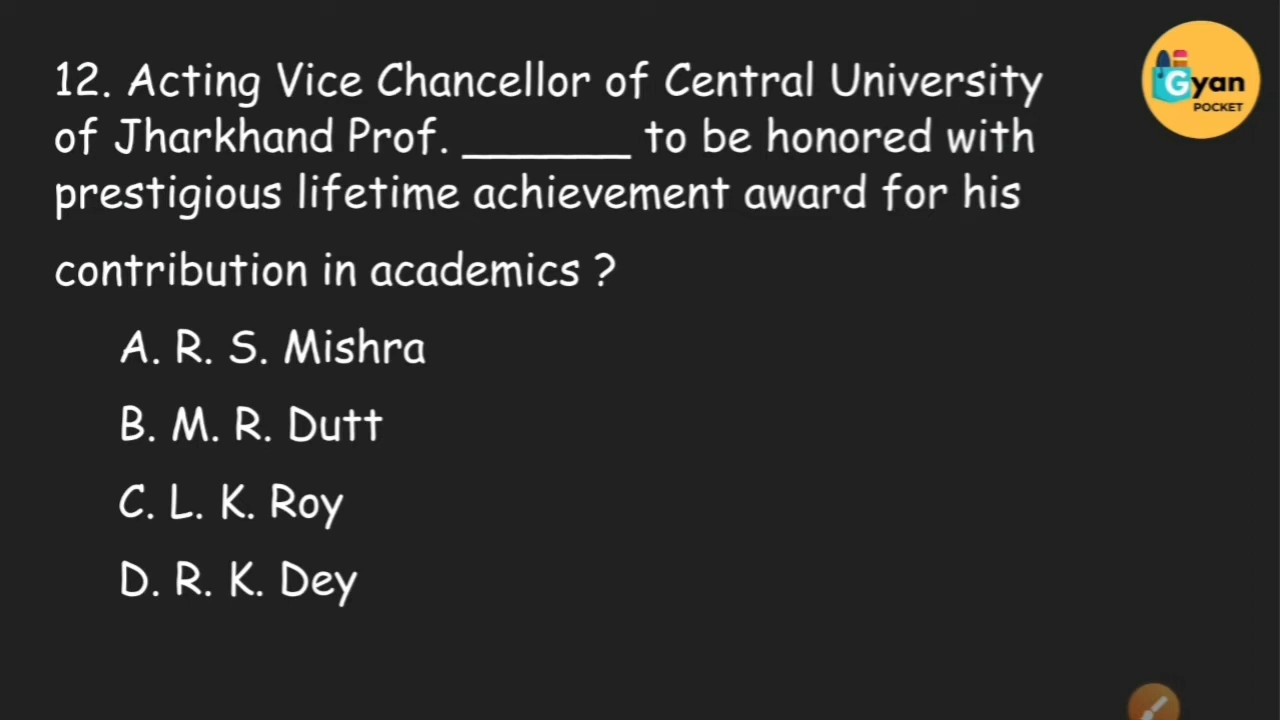 12. Acting Vice Chancellor of Central University
of Jharkhand Prof. _______ to be honored with
prestigious lifetime achievement award for his
contribution in academics ?
A. R. S. Mishra
B. M. R. Dutt
C. L. K. Roy
D. R. K. Dey
Gyan
POCKET